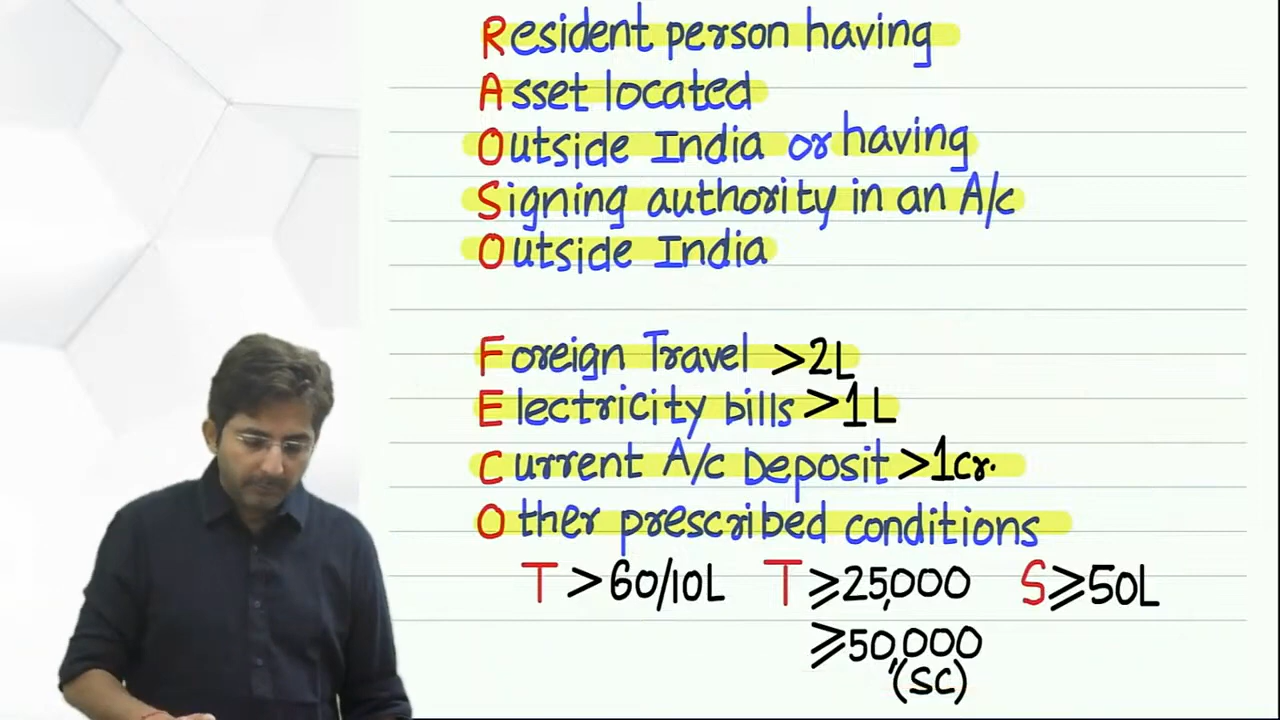 Resident person having
Asset located
Outside India or having
Signing authority in an A/c
Outside India
Foreign Travel >2L
Electricity bills >1L
Current A/c Deposit >1cr.
Other prescribed conditions
T >60/10L T ≥25,000 S ≥50L
≥50,000
(SC)